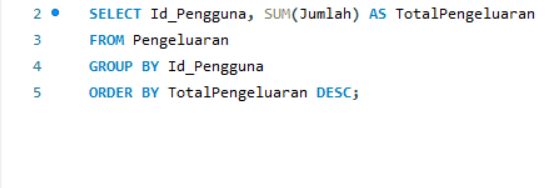 2 SELECT Id_Pengguna, SUM(Jumlah) AS TotalPengeluaran
3 FROM Pengeluaran
4 GROUP BY Id_Pengguna
5 ORDER BY TotalPengeluaran DESC;